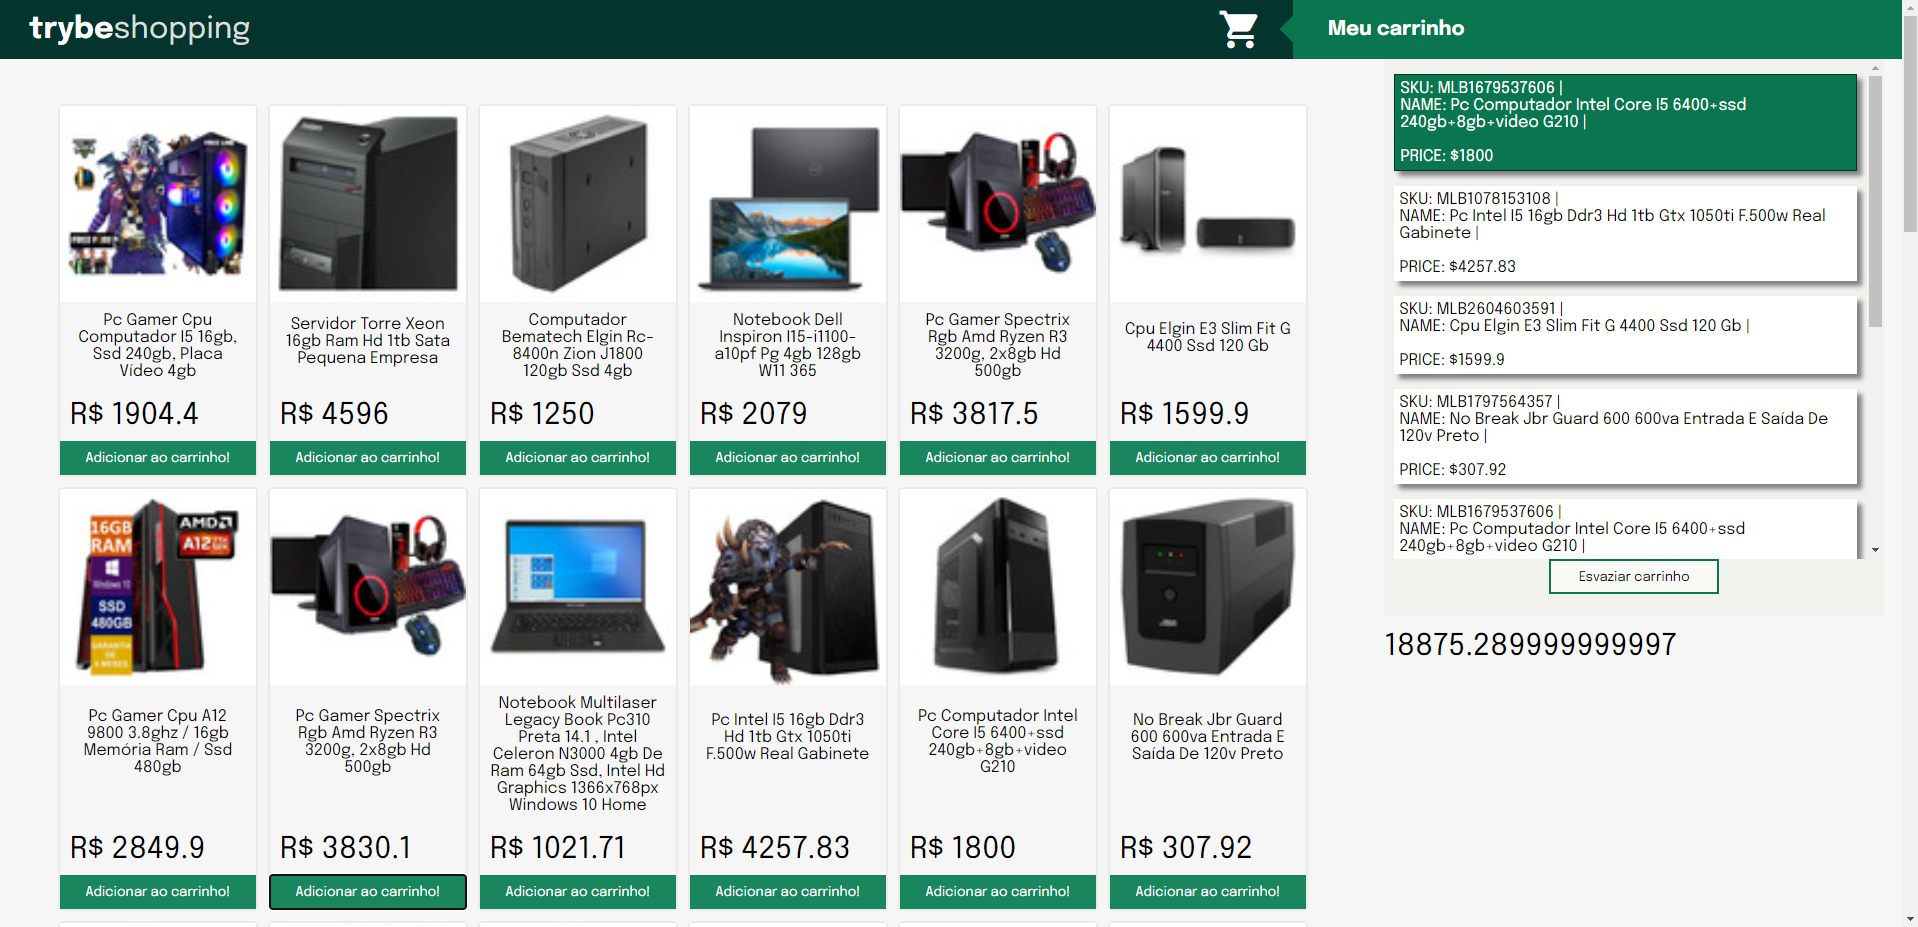 trybeshopping
Meu carrinho
Pc Gamer Cpu
Computador I5 16gb,
Ssd 240gb, Placa
Vídeo 4gb
R$ 1904.4
Adicionar ao carrinho!
Servidor Torre Xeon
16gb Ram Hd 1tb Sata
Pequena Empresa
R$ 4596
Adicionar ao carrinho!
Computador
Bematech Elgin Rc-
8400n Zion J1800
120gb Ssd 4gb
R$ 1250
Adicionar ao carrinho!
Notebook Dell
Inspiron I15-i1100-
a10pf Pg 4gb 128gb
W11 365
R$ 2079
Adicionar ao carrinho!
Pc Gamer Spectrix
Rgb Amd Ryzen R3
3200g, 2x8gb Hd
500gb
R$ 3817.5
Adicionar ao carrinho!
Cpu Elgin E3 Slim Fit G
4400 Ssd 120 Gb
R$ 1599.9
Adicionar ao carrinho!
16GB
RAM
Windows 10
SSD
480GB
GARANTIA
DE
AMD
A12
Pc Gamer Cpu A12
9800 3.8ghz / 16gb
Memória Ram / Ssd
480gb
R$ 2849.9
Adicionar ao carrinho!
Pc Gamer Spectrix
Rgb Amd Ryzen R3
3200g, 2x8gb Hd
500gb
R$ 3830.1
Adicionar ao carrinho!
Notebook Multilaser
Legacy Book Pc310
Preta 14.1 , Intel
Celeron N3000 4gb De
Ram 64gb Ssd, Intel Hd
Graphics 1366x768px
Windows 10 Home
R$ 1021.71
Adicionar ao carrinho!
Pc Intel I5 16gb Ddr3
Hd 1tb Gtx 1050ti
F.500w Real Gabinete
R$ 4257.83
Adicionar ao carrinho!
Pc Computador Intel
Core I5 6400+ssd
240gb+8gb+video
G210
R$ 1800
Adicionar ao carrinho!
No Break Jbr Guard
600 600va Entrada E
Saída De 120v Preto
R$ 307.92
Adicionar ao carrinho!
SKU: MLB1679537606 |
NAME: Pc Computador Intel Core I5 6400+ssd
240gb+8gb+video G210 |
PRICE: $1800
SKU: MLB1078153108 |
NAME: Pc Intel I5 16gb Ddr3 Hd 1tb Gtx 1050ti F.500w Real
Gabinete |
PRICE: $4257.83
SKU: MLB2604603591 |
NAME: Cpu Elgin E3 Slim Fit G 4400 Ssd 120 Gb |
PRICE: $1599.9
SKU: MLB1797564357 |
NAME: No Break Jbr Guard 600 600va Entrada E Saída De
120v Preto |
PRICE: $307.92
SKU: MLB1679537606 |
NAME: Pc Computador Intel Core I5 6400+ssd
240gb+8gb+video G210 |
Esvaziar carrinho
18875.289999999997